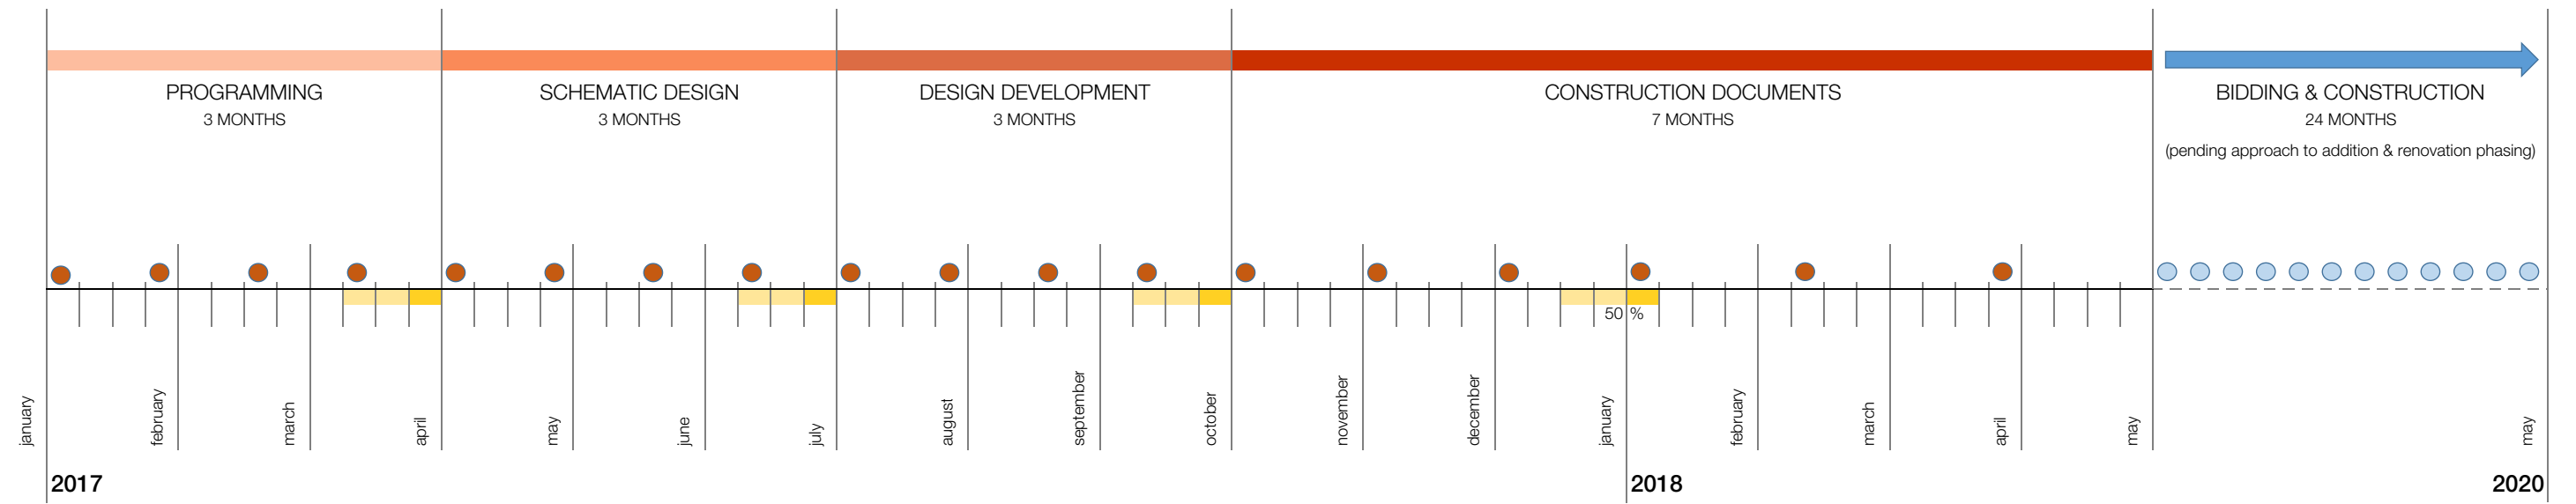 PROGRAMMING
3 MONTHS
SCHEMATIC DESIGN
3 MONTHS
DESIGN DEVELOPMENT
3 MONTHS
CONSTRUCTION DOCUMENTS
7 MONTHS
BIDDING & CONSTRUCTION
24 MONTHS
(pending approach to addition & renovation phasing)
50 %
january
february
march
april
may
june
july
august
september
october
november
december
january
february
march
april
may
may
2017
2018
2020